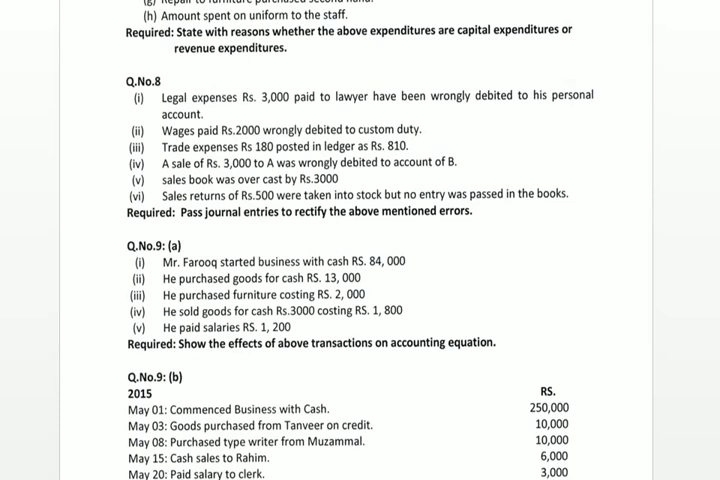 (g) Repair to furniture purchased second hand.
(h) Amount spent on uniform to the staff.
Required: State with reasons whether the above expenditures are capital expenditures or
revenue expenditures.
Q.No.8
(i) Legal expenses Rs. 3,000 paid to lawyer have been wrongly debited to his personal
account.
(ii) Wages paid Rs.2000 wrongly debited to custom duty.
(iii) Trade expenses Rs 180 posted in ledger as Rs. 810.
(iv) A sale of Rs. 3,000 to A was wrongly debited to account of B.
(v) sales book was over cast by Rs.3000
(vi) Sales returns of Rs.500 were taken into stock but no entry was passed in the books.
Required: Pass journal entries to rectify the above mentioned errors.
Q.No.9: (a)
(i) Mr. Farooq started business with cash RS. 84, 000
(ii) He purchased goods for cash RS. 13, 000
(iii) He purchased furniture costing RS. 2, 000
(iv) He sold goods for cash Rs.3000 costing RS. 1, 800
(v) He paid salaries RS. 1, 200
Required: Show the effects of above transactions on accounting equation.
Q.No.9: (b)
2015 RS.
May 01: Commenced Business with Cash. 250,000
May 03: Goods purchased from Tanveer on credit. 10,000
May 08: Purchased type writer from Muzammal. 10,000
May 15: Cash sales to Rahim. 6,000
May 20: Paid salary to clerk. 3,000